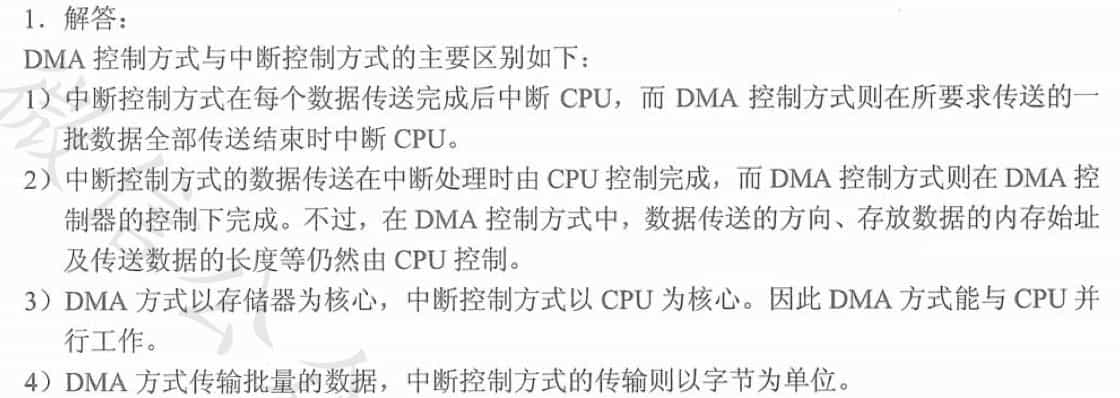 1．解答：
DMA 控制方式与中断控制方式的主要区别如下：
1）中断控制方式在每个数据传送完成后中断 CPU，而 DMA 控制方式则在所要求传送的一
批数据全部传送结束时中断 CPU。
2）中断控制方式的数据传送在中断处理时由 CPU 控制完成，而 DMA 控制方式则在 DMA 控
制器的控制下完成。不过，在 DMA 控制方式中，数据传送的方向、存放数据的内存始址
及传送数据的长度等仍然由 CPU 控制。
3）DMA 方式以存储器为核心，中断控制方式以 CPU 为核心。因此 DMA 方式能与 CPU 并
行工作。
4）DMA 方式传输批量的数据，中断控制方式的传输则以字节为单位。
微信公